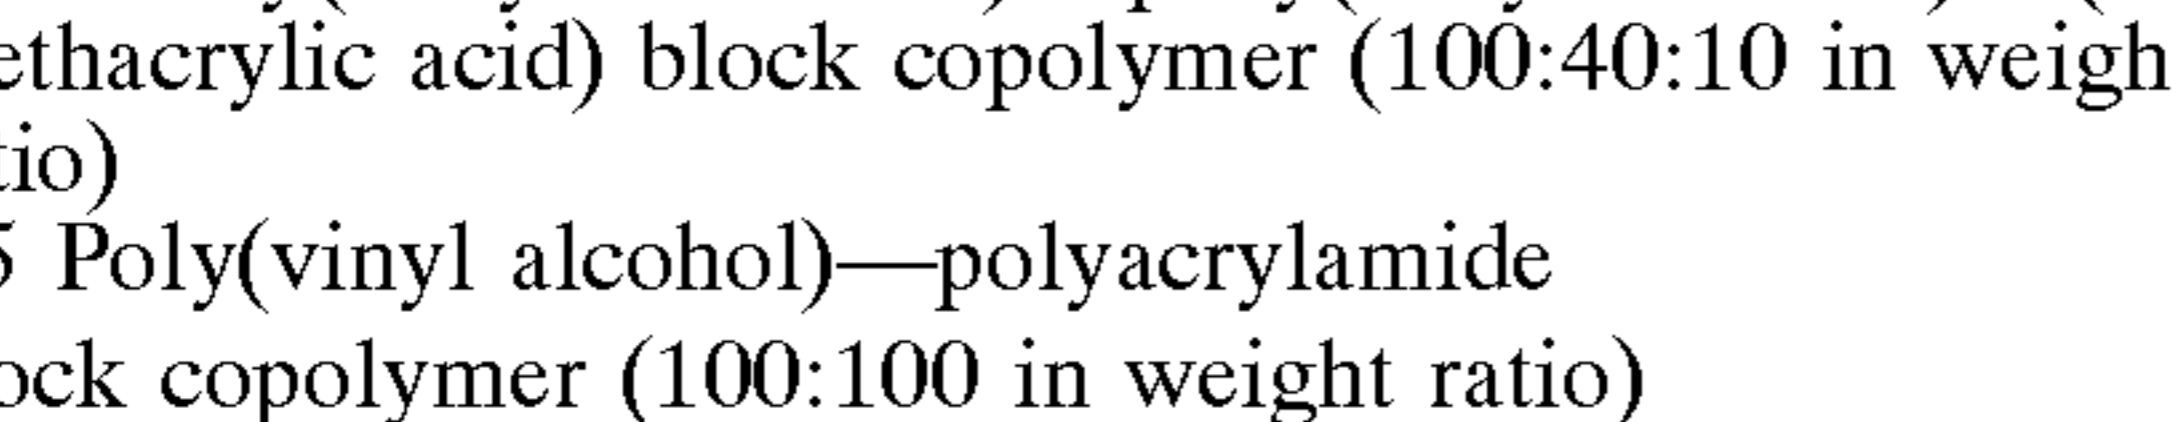 ethacrylic acid) block copolymer (100:40:10 in weigh
tio)
5 Poly(vinyl alcohol)—polyacrylamide
ock copolymer (100:100 in weight ratio)